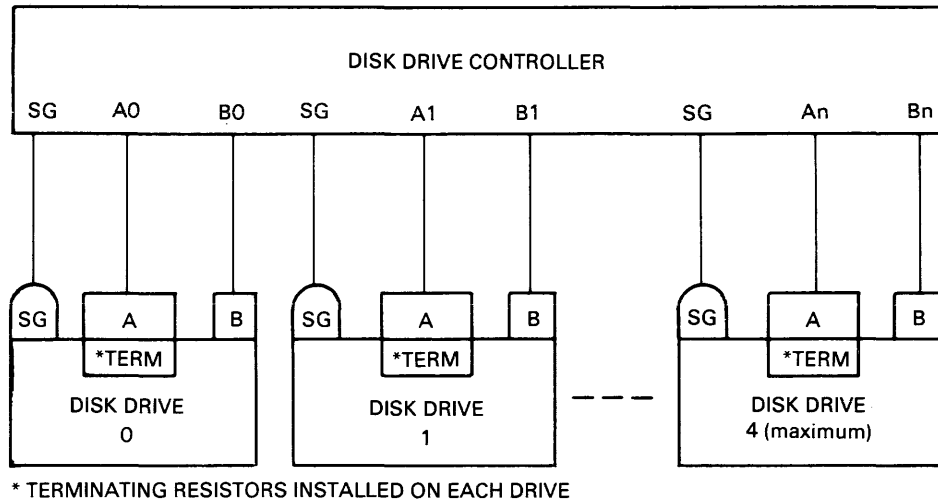 DISK DRIVE CONTROLLER
SG A0 B0 SG A1 B1 SG An Bn
SG A B SG A B SG A B
*TERM *TERM *TERM
DISK DRIVE DISK DRIVE DISK DRIVE
0 1 4 (maximum)
* TERMINATING RESISTORS INSTALLED ON EACH DRIVE